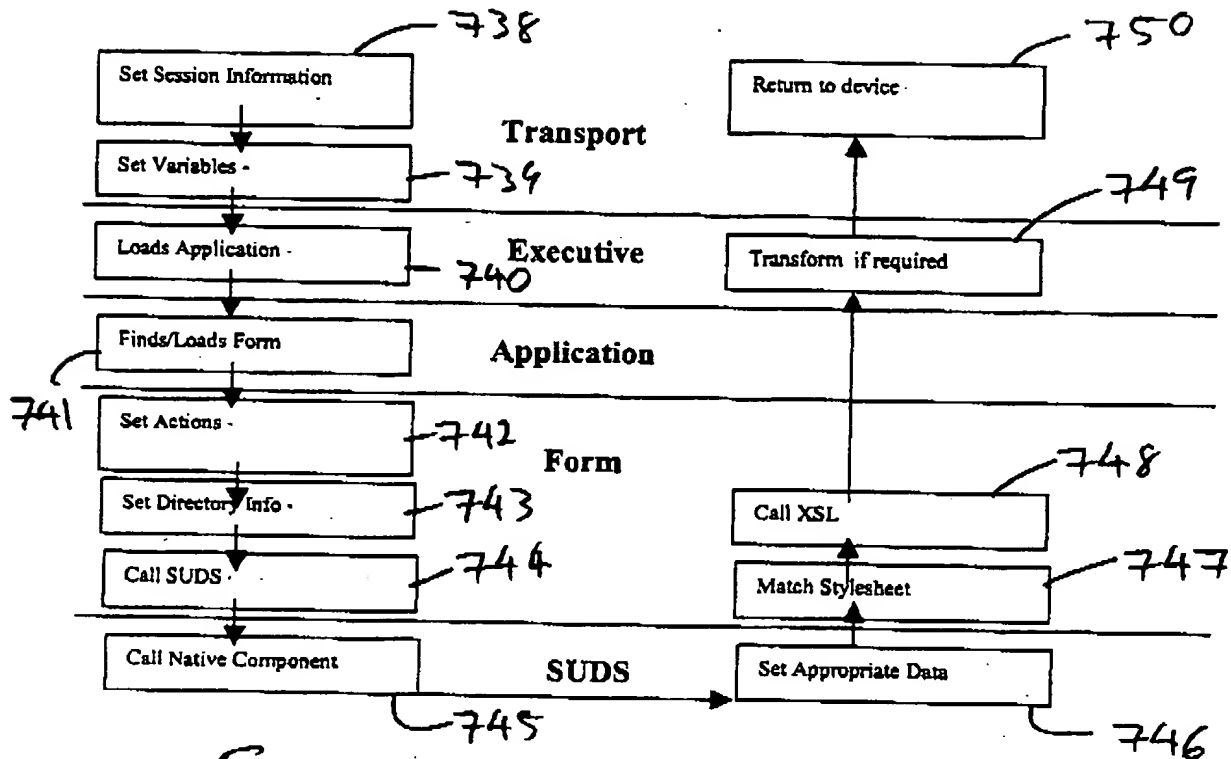 738
750
Set Session Information
Return to device -
Transport
Set Variables -
739
749
Loads Application -
Executive
Transform if required
740
Finds/Loads Form
Application
741
Set Actions -
742
Form
748
Set Directory Info -
743
Call XSL
Call SUDS -
744
Match Stylesheet
747
Call Native Component
SUDS
Set Appropriate Data
745
746